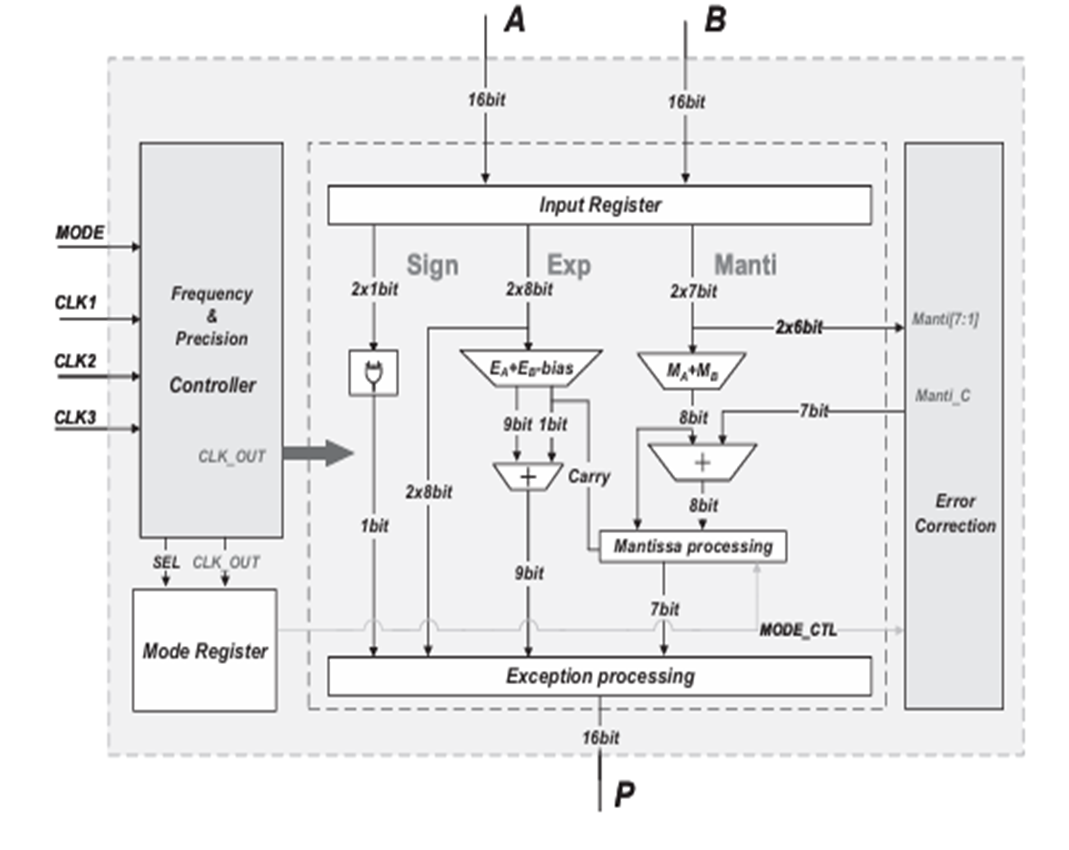 A
B
16bit
16bit
Input Register
MODE
CLK1
CLK2
CLK3
Frequency
&
Precision
Controller
CLK_OUT
Sign
Exp
Manti
2x1bit
2x8bit
2x7bit
2x6bit
Manti[7:1]
EA+EB-bias
MA+MB
Manti_C
9bit
1bit
8bit
7bit
+
+
Carry
2x8bit
8bit
1bit
Error
Correction
Mantissa processing
SEL
CLK_OUT
9bit
7bit
Mode Register
MODE_CTL
Exception processing
16bit
P